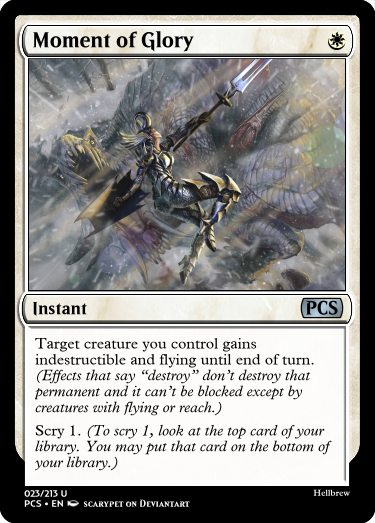 Moment of Glory
Instant
PCS
Target creature you control gains
indestructible and flying until end of turn.
(Effects that say “destroy” don’t destroy that
permanent and it can’t be blocked except by
creatures with flying or reach.)
Scry 1. (To scry 1, look at the top card of your
library. You may put that card on the bottom
of your library.)
023/213 U
PCS • EN SCARYPET ON DEVIANTART
Hellbrew